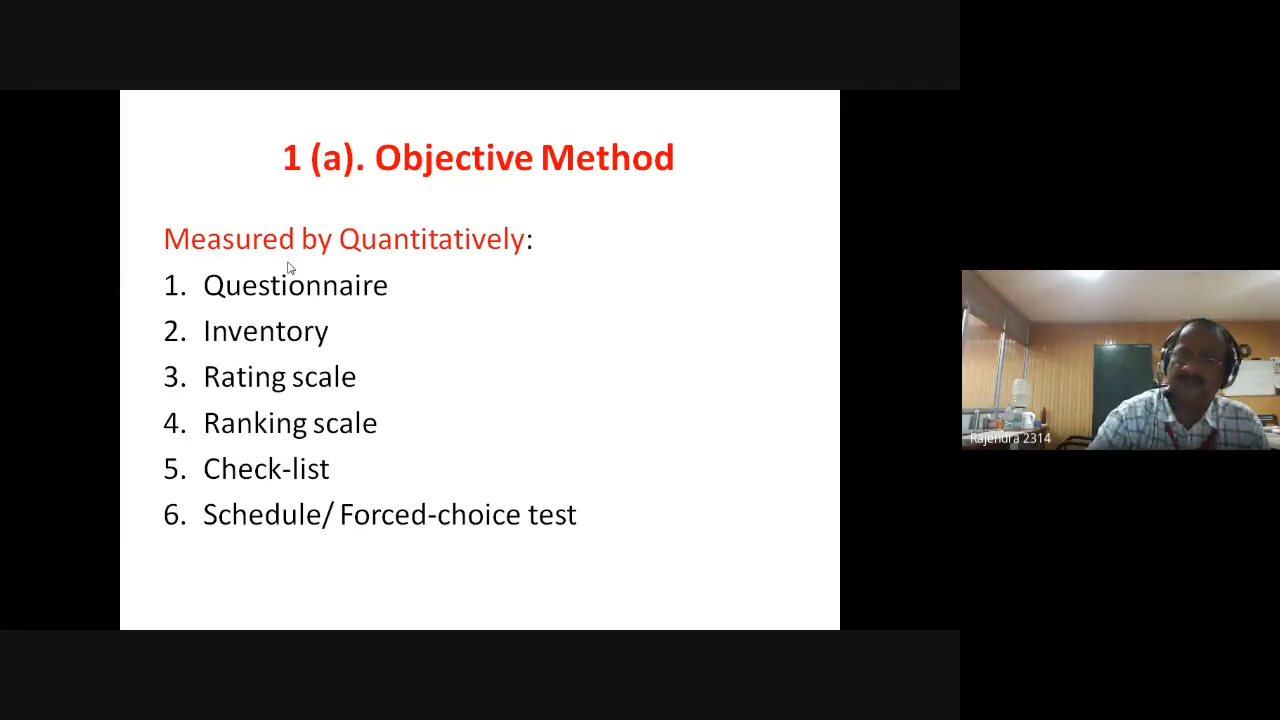 1 (a). Objective Method
Measured by Quantitatively:
1. Questionnaire
2. Inventory
3. Rating scale
4. Ranking scale
5. Check-list
6. Schedule/ Forced-choice test
Rajendra 2314